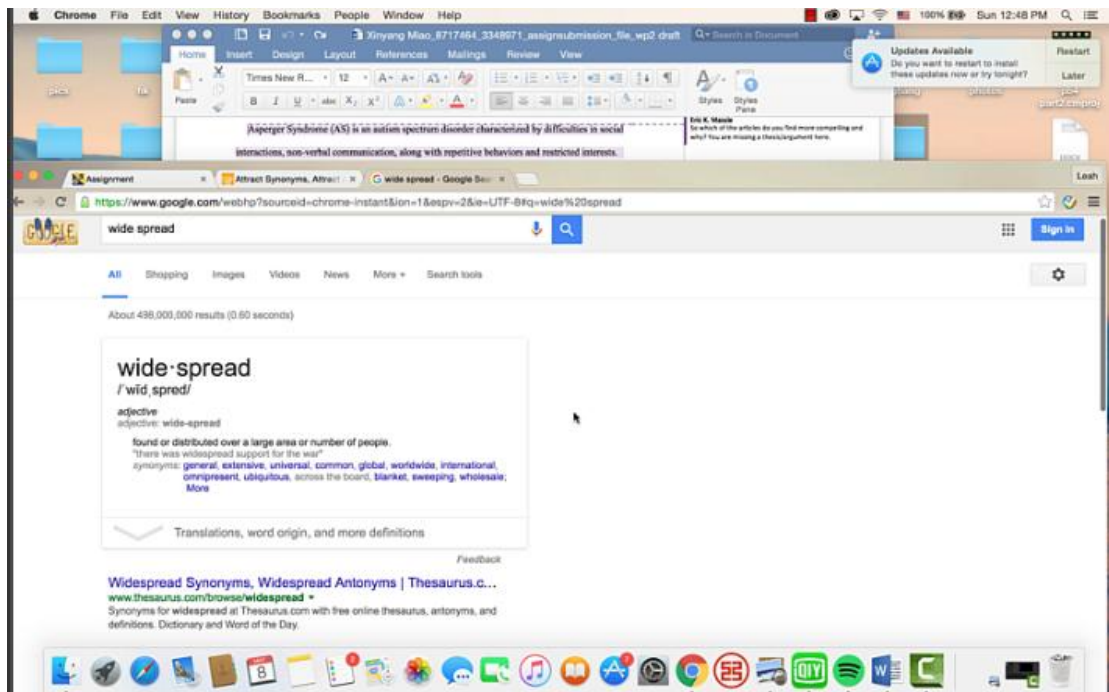 Chrome File Edit View History Bookmarks People Window Help
100% Sun 12:48 PM
Xinyang Miao_8717464_3348971_assignsubmission_file_wp2 draft
Search in Document
Home Insert Design Layout References Mailings Review View
Updates Available
Do you want to restart to install
these updates now or try tonight?
Restart
Later
Paste
Times New R... 12
Styles
Styles Pane
pics
photos
Eric K. Massie
So which of the articles do you find more compelling and
why? You are missing a thesis/argument here.
Asperger Syndrome (AS) is an autism spectrum disorder characterized by difficulties in social
interactions, non-verbal communication, along with repetitive behaviors and restricted interests.
Assignment
Attract Synonyms, Attract
wide spread - Google Sear
Leah
https://www.google.com/webhp?sourceid=chrome-instant&ion=1&espv=2&ie=UTF-8#q=wide%20spread
wide spread
Sign in
All Shopping Images Videos News More Search tools
About 498,000,000 results (0.60 seconds)
wide·spread
/ˈwīdˌspred/
adjective
adjective: wide-spread
found or distributed over a large area or number of people.
"there was widespread support for the war"
synonyms: general, extensive, universal, common, global, worldwide, international,
omnipresent, ubiquitous, across the board, blanket, sweeping, wholesale;
More
Translations, word origin, and more definitions
Feedback
Widespread Synonyms, Widespread Antonyms | Thesaurus.c...
www.thesaurus.com/browse/widespread
Synonyms for widespread at Thesaurus.com with free online thesaurus, antonyms, and
definitions. Dictionary and Word of the Day.
8
DIY